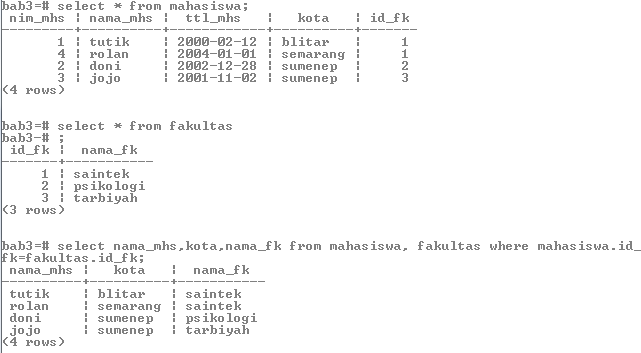 bab3=# select * from mahasiswa;
 nim_mhs ¦ nama_mhs ¦  ttl_mhs   ¦   kota   ¦ id_fk
---------+----------+------------+----------+-------
       1 ¦ tutik    ¦ 2000-02-12 ¦ blitar   ¦     1
       4 ¦ rolan    ¦ 2004-01-01 ¦ semarang ¦     1
       2 ¦ doni     ¦ 2002-12-28 ¦ sumenep  ¦     2
       3 ¦ jojo     ¦ 2001-11-02 ¦ sumenep  ¦     3
(4 rows)
bab3=# select * from fakultas
bab3-# ;
 id_fk ¦  nama_fk
-------+-----------
     1 ¦ saintek
     2 ¦ psikologi
     3 ¦ tarbiyah
(3 rows)
bab3=# select nama_mhs,kota,nama_fk from mahasiswa, fakultas where mahasiswa.id_
fk=fakultas.id_fk;
 nama_mhs ¦   kota   ¦  nama_fk
----------+----------+-----------
 tutik    ¦ blitar   ¦ saintek
 rolan    ¦ semarang ¦ saintek
 doni     ¦ sumenep  ¦ psikologi
 jojo     ¦ sumenep  ¦ tarbiyah
(4 rows)